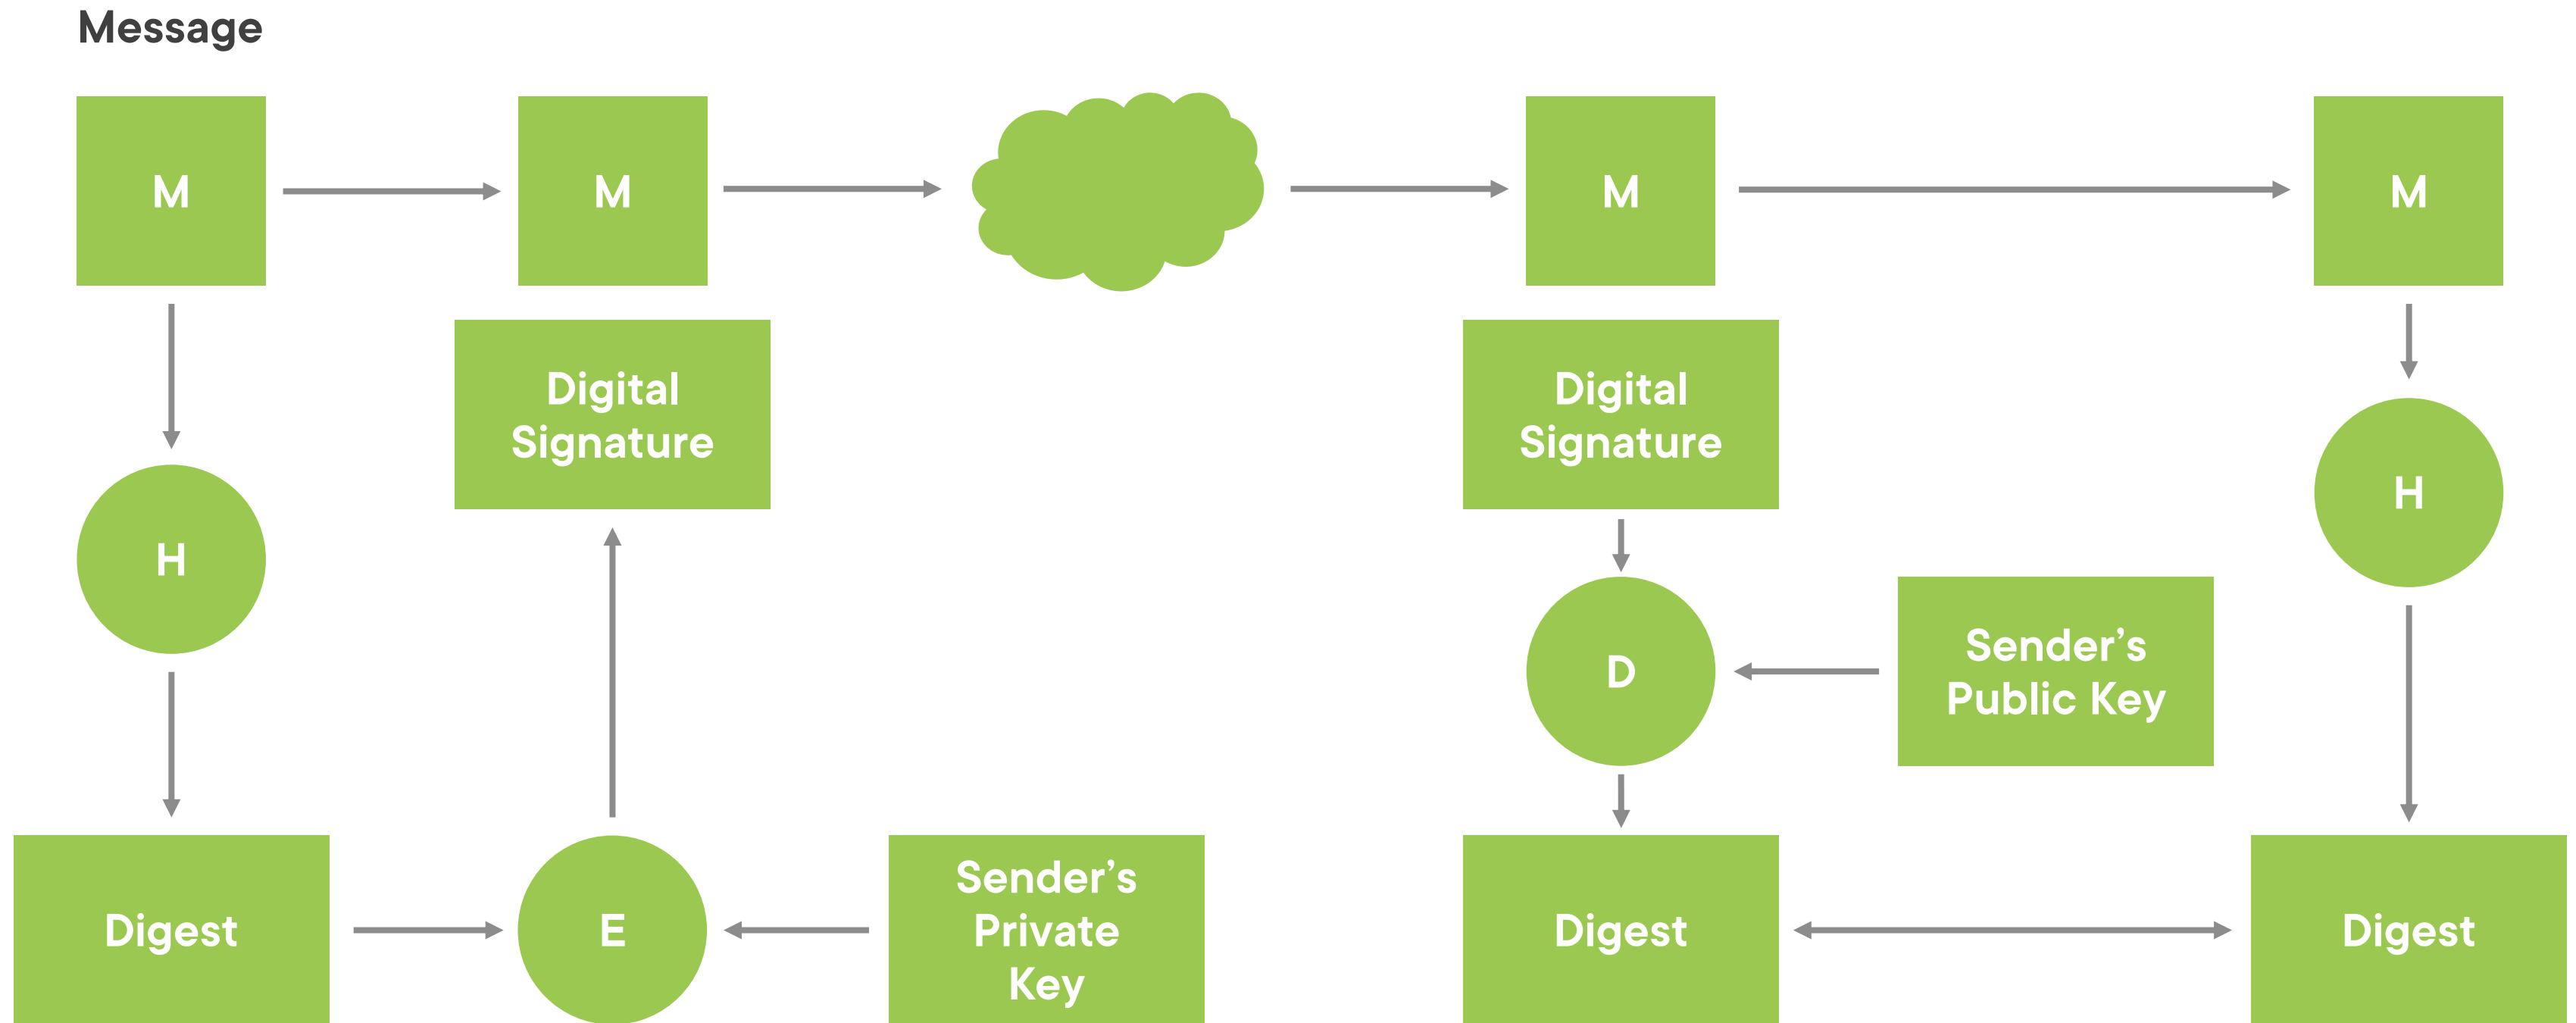 Message
M
M
M
M
Digital
Signature
Digital
Signature
H
H
Sender’s
Public Key
D
Digest
E
Sender’s
Private
Key
Digest
Digest